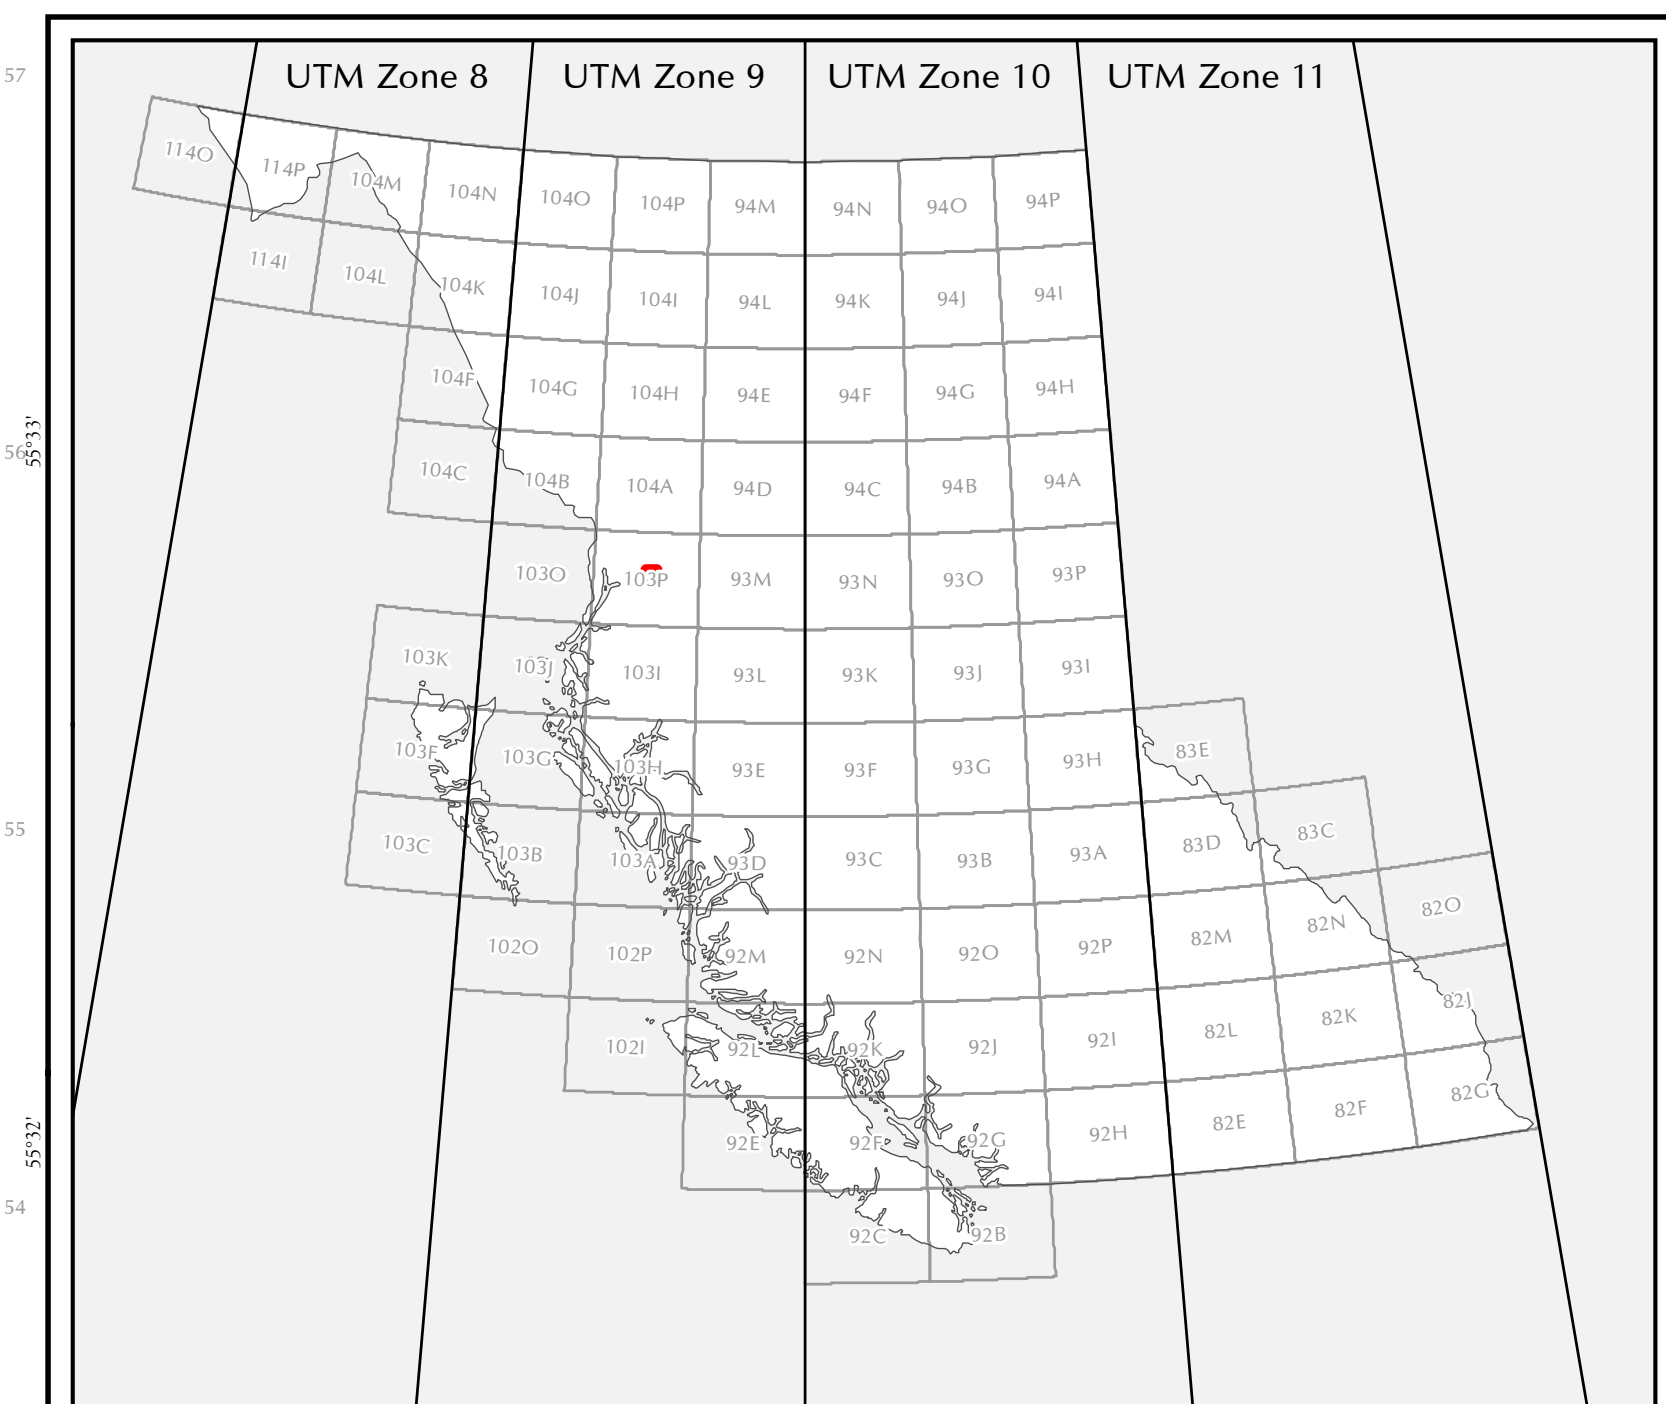 UTM Zone 8 UTM Zone 9 UTM Zone 10 UTM Zone 11
57
114O 114P 104M 104N 104O 104P 94M 94N 94O 94P
114I 104L 104K 104J 104I 94L 94K 94J 94I
104F 104G 104H 94E 94F 94G 94H
56
55°33'
104C 104B 104A 94D 94C 94B 94A
103O 103P 93M 93N 93O 93P
103K 103J 103I 93L 93K 93J 93I
103F 103G 103H 93E 93F 93G 93H 83E
55
103C 103B 103A 93D 93C 93B 93A 83D 83C
102O 102P 92M 92N 92O 92P 82M 82N 82O
102I 92L 92K 92J 92I 82L 82K 82J
55°32'
92E 92F 92G 92H 82E 82F 82G
54
92C 92B